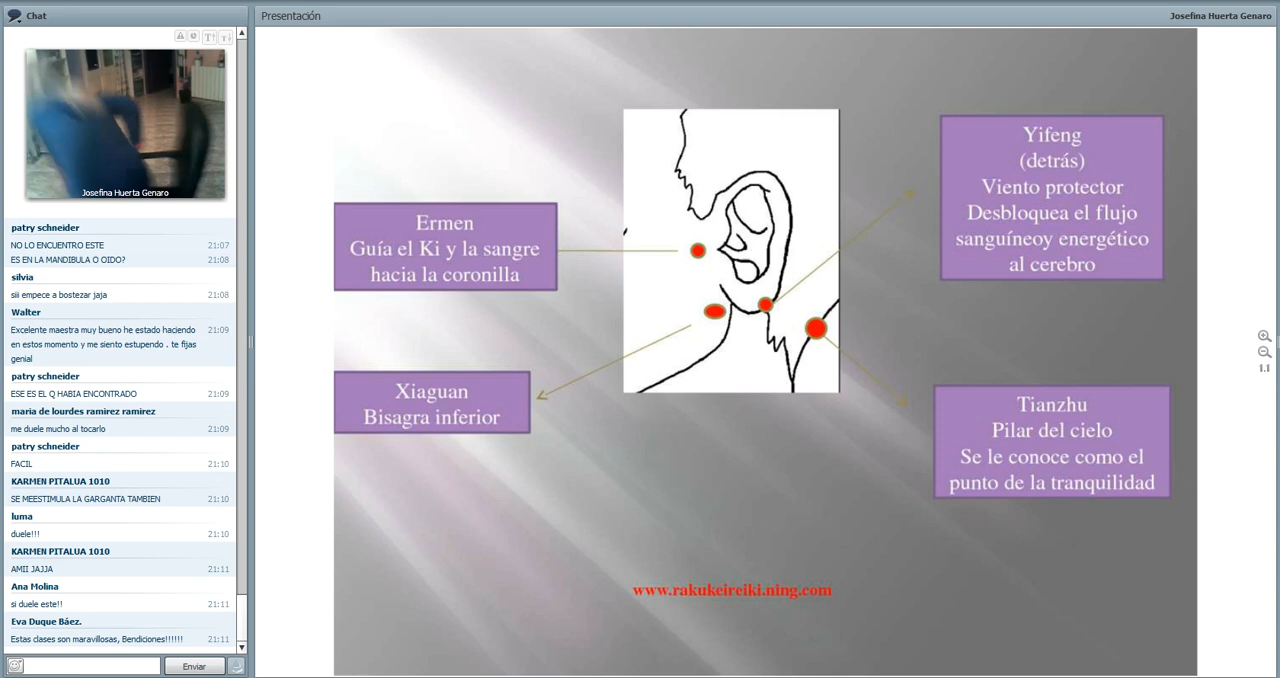 Chat
Josefina Huerta Genaro
patry schneider
NO LO ENCUENTRO ESTE 21:07
ES EN LA MANDIBULA O OIDO? 21:08
silvia
siii empece a bostezar jaja 21:08
Walter
Excelente maestra muy bueno he estado haciendo 21:09
en estos momento y me siento estupendo . te fijas
genial
patry schneider
ESE ES EL Q HABIA ENCONTRADO 21:09
maria de lourdes ramirez ramirez
me duele mucho al tocarlo 21:09
patry schneider
FACIL 21:10
KARMEN PITALUA 1010
SE MEESTIMULA LA GARGANTA TAMBIEN 21:10
luma
duele!!! 21:10
KARMEN PITALUA 1010
AMII JAJJA 21:11
Ana Molina
si duele este!! 21:11
Eva Duque Báez.
Estas clases son maravillosas, Bendiciones!!!!!! 21:11
Enviar
Presentación
Josefina Huerta Genaro
Ermen
Guía el Ki y la sangre
hacia la coronilla
Xiaguan
Bisagra inferior
Yifeng
(detrás)
Viento protector
Desbloquea el flujo
sanguíneoy energético
al cerebro
Tianzhu
Pilar del cielo
Se le conoce como el
punto de la tranquilidad
www.rakukeireiki.ning.com
1.1